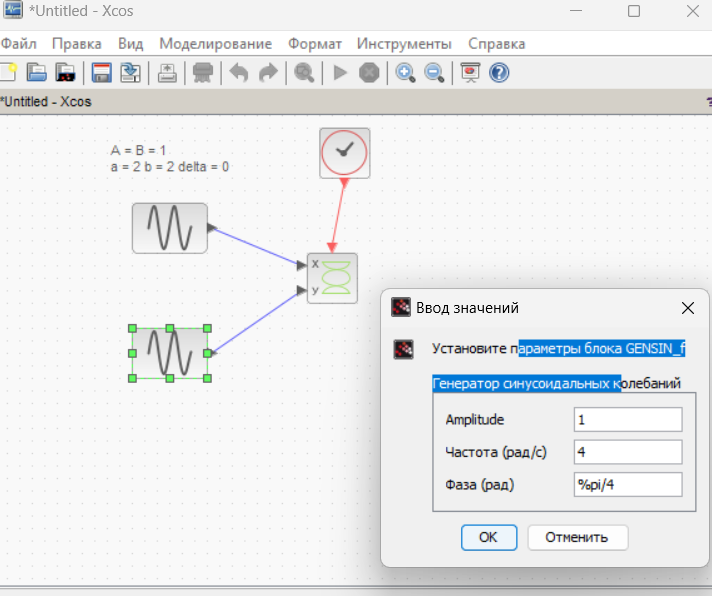 *Untitled - Xcos
Файл Правка Вид Моделирование Формат Инструменты Справка
*Untitled - Xcos
?
A = B = 1
a = 2 b = 2 delta = 0
X
y
Ввод значений
Установите параметры блока GENSIN_f
Генератор синусоидальных колебаний
Amplitude 1
Частота (рад/с) 4
Фаза (рад) %pi/4
OK Отменить